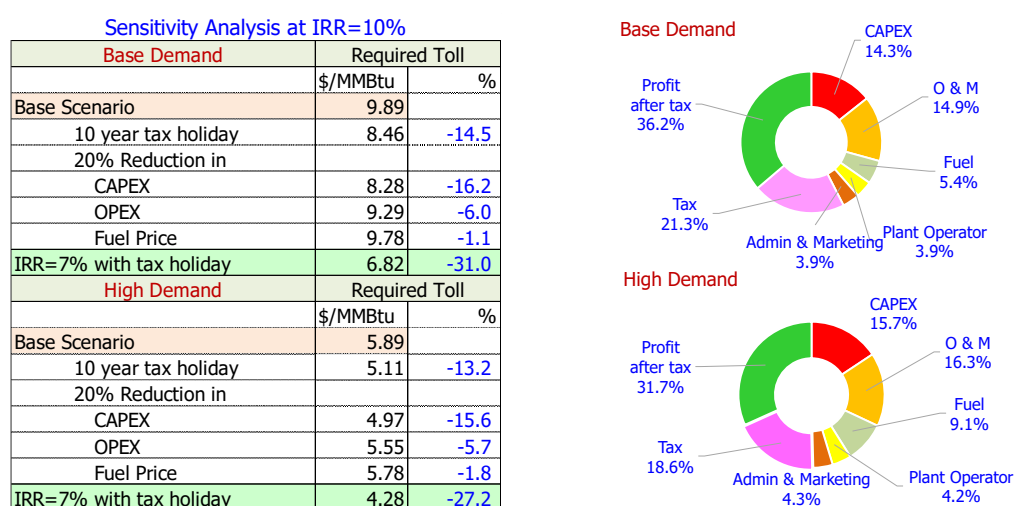 Sensitivity Analysis at IRR=10%
Base Demand Required Toll
$/MMBtu %
Base Scenario 9.89
10 year tax holiday 8.46 -14.5
20% Reduction in
CAPEX 8.28 -16.2
OPEX 9.29 -6.0
Fuel Price 9.78 -1.1
IRR=7% with tax holiday 6.82 -31.0
High Demand Required Toll
$/MMBtu %
Base Scenario 5.89
10 year tax holiday 5.11 -13.2
20% Reduction in
CAPEX 4.97 -15.6
OPEX 5.55 -5.7
Fuel Price 5.78 -1.8
IRR=7% with tax holiday 4.28 -27.2
Base Demand
CAPEX
14.3%
O & M
14.9%
Fuel
5.4%
Plant Operator
3.9%
Admin & Marketing
3.9%
Tax
21.3%
Profit
after tax
36.2%
High Demand
CAPEX
15.7%
O & M
16.3%
Fuel
9.1%
Plant Operator
4.2%
Admin & Marketing
4.3%
Tax
18.6%
Profit
after tax
31.7%